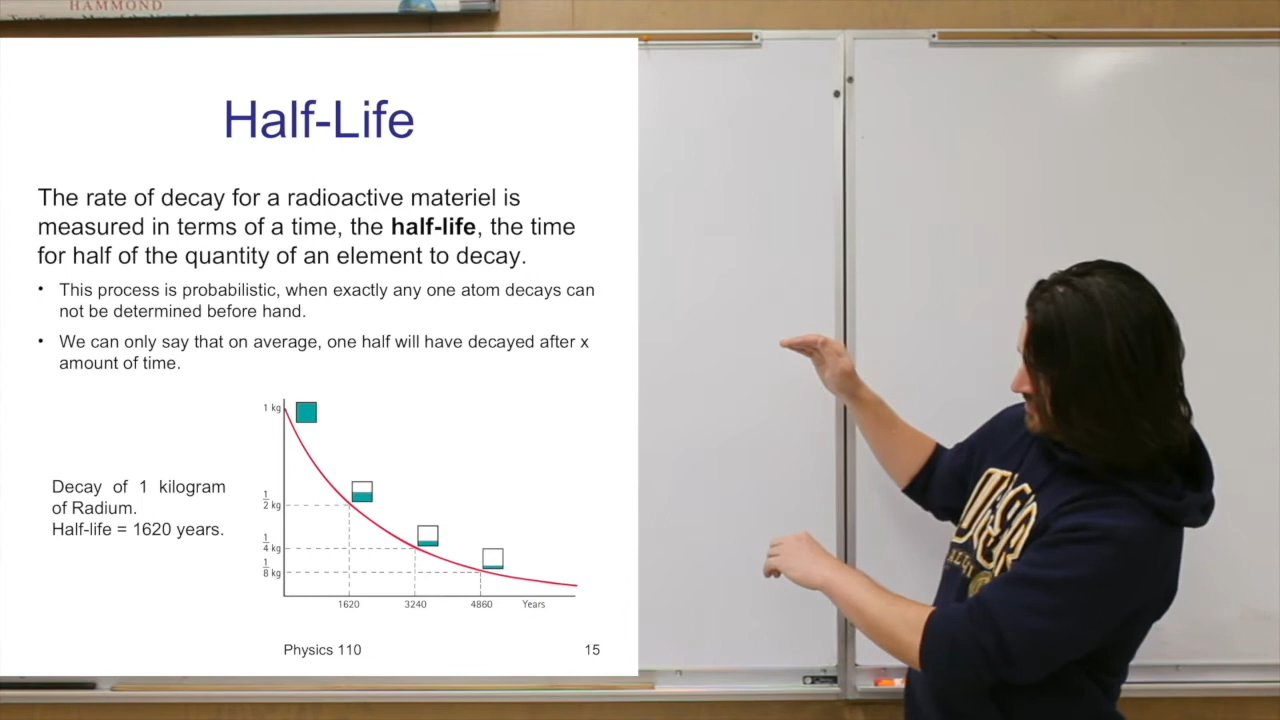 HAMMOND
Half-Life
The rate of decay for a radioactive materiel is
measured in terms of a time, the half-life, the time
for half of the quantity of an element to decay.
• This process is probabilistic, when exactly any one atom decays can
not be determined before hand.
• We can only say that on average, one half will have decayed after x
amount of time.
1 kg
1/2 kg
1/4 kg
1/8 kg
1620 3240 4860 Years
Decay of 1 kilogram
of Radium.
Half-life = 1620 years.
Physics 110 15